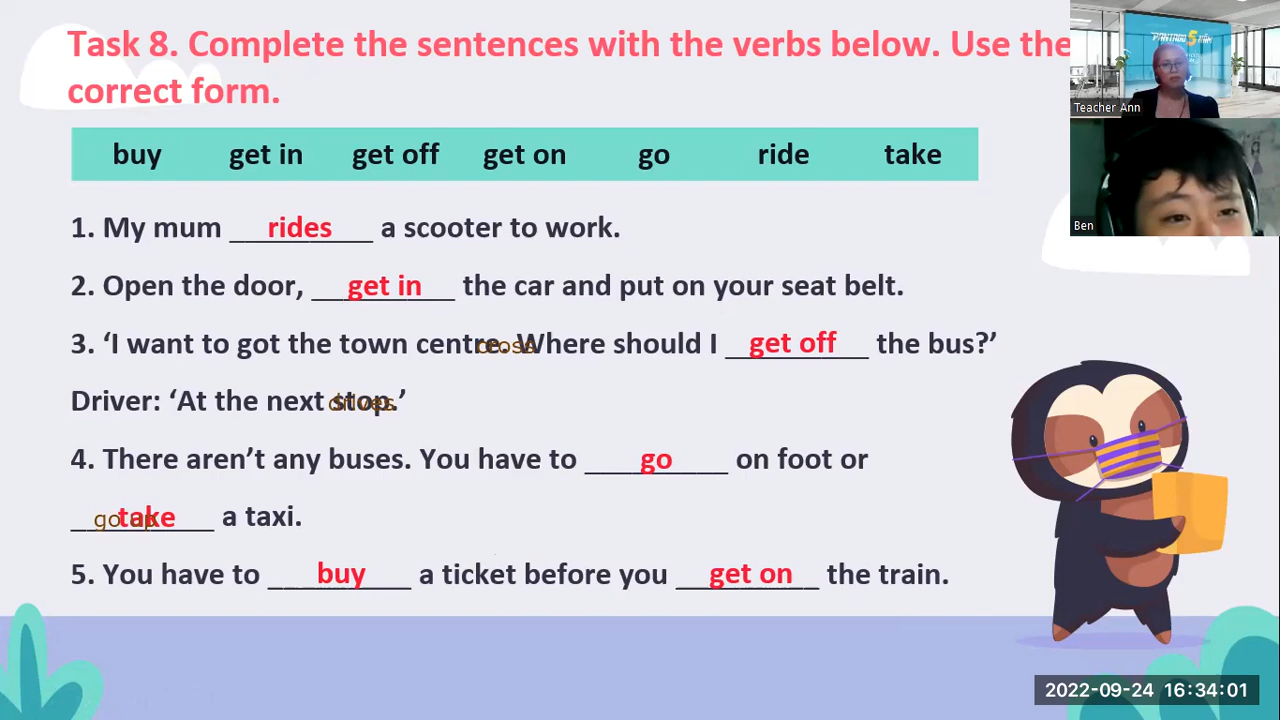 Task 8. Complete the sentences with the verbs below. Use the
correct form.
buy get in get off get on go ride take
1. My mum rides a scooter to work.
2. Open the door, get in the car and put on your seat belt.
3. ‘I want to got the town centre. Where should I get off the bus?’
cross
Driver: ‘At the next stop.’
drives
4. There aren’t any buses. You have to go on foot or
take a taxi.
go up
5. You have to buy a ticket before you get on the train.
Teacher Ann
Ben
2022-09-24 16:34:01